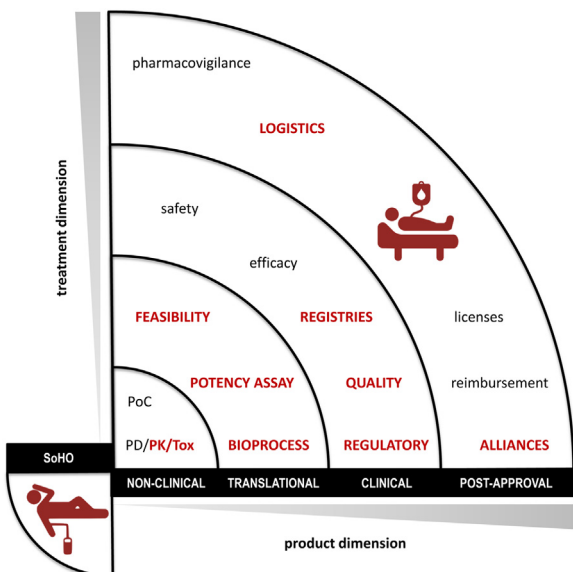 pharmacovigilance
LOGISTICS
treatment dimension
safety
efficacy
FEASIBILITY
REGISTRIES
licenses
POTENCY ASSAY
QUALITY
reimbursement
PoC
PD/PK/Tox
BIOPROCESS
REGULATORY
ALLIANCES
SoHO
NON-CLINICAL
TRANSLATIONAL
CLINICAL
POST-APPROVAL
product dimension